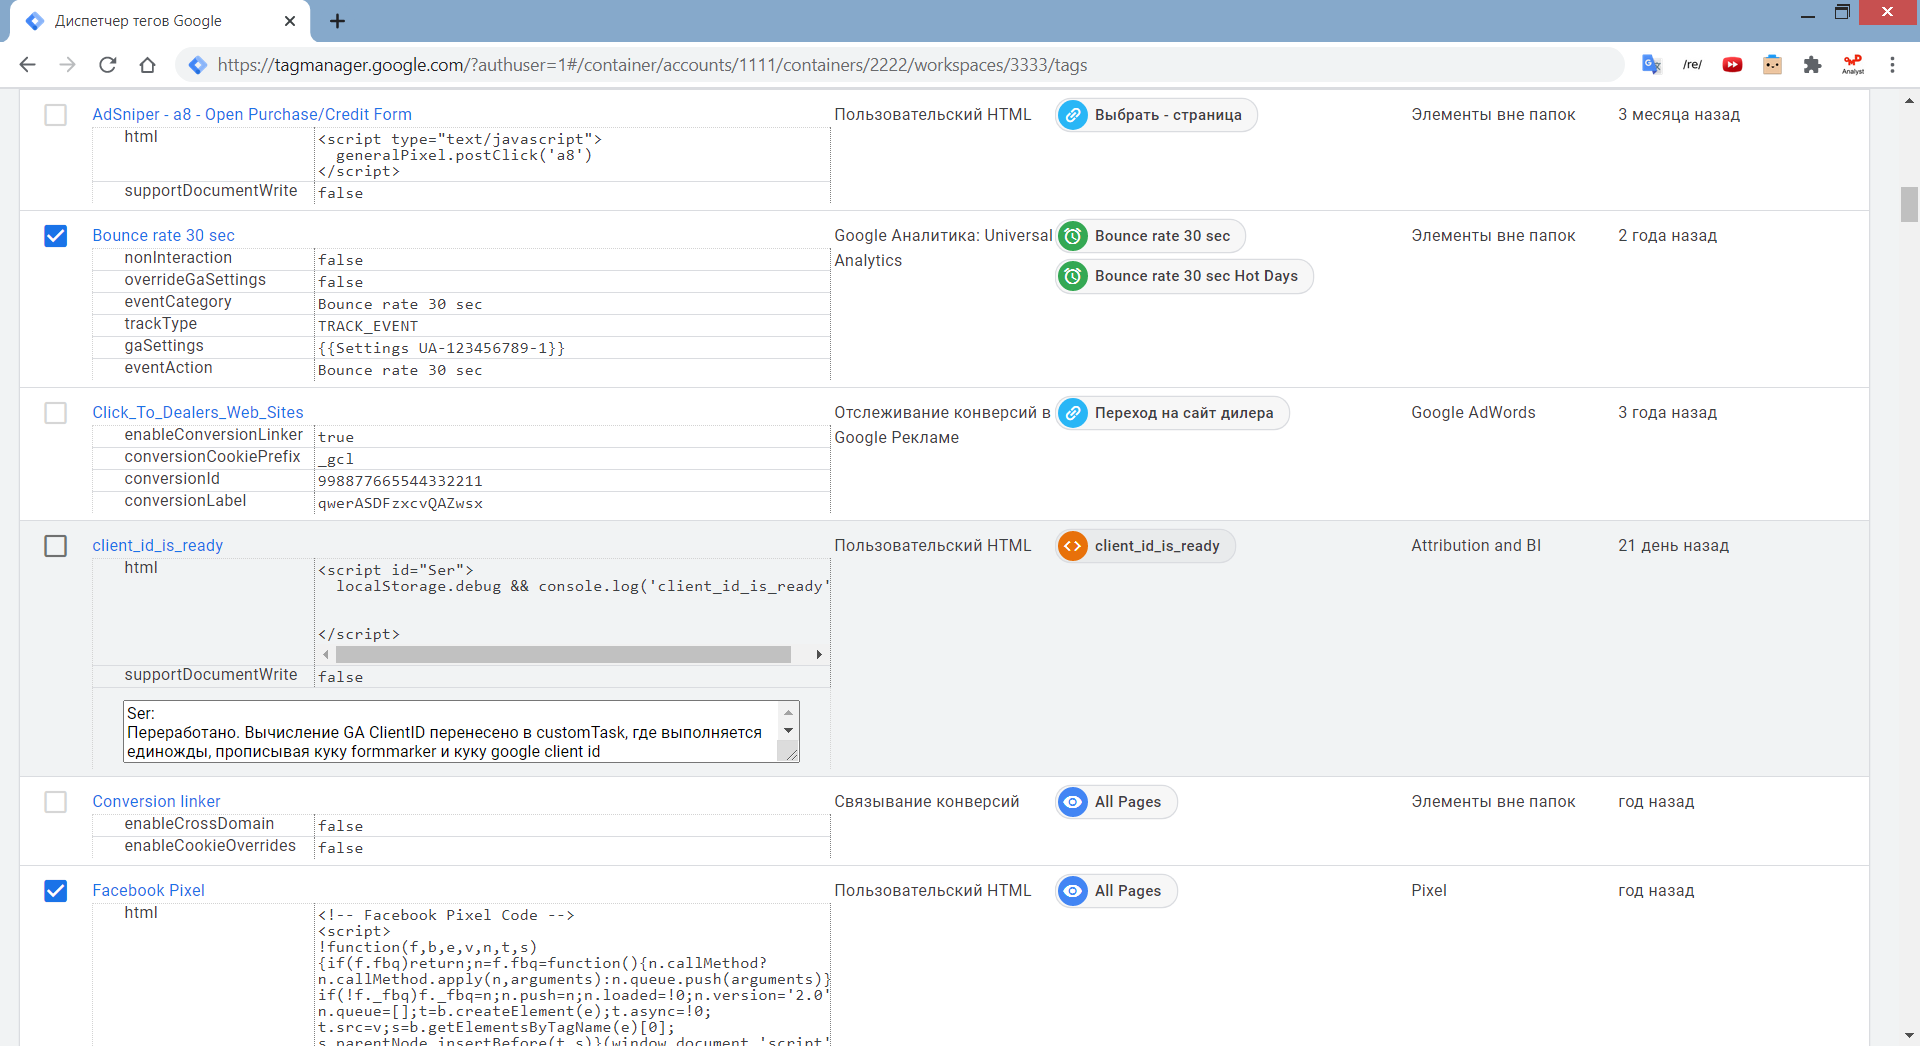 Диспетчер тегов Google
https://tagmanager.google.com/?authuser=1#/container/accounts/1111/containers/2222/workspaces/3333/tags
/re/
Analyst
AdSniper - a8 - Open Purchase/Credit Form
Пользовательский HTML
Выбрать - страница
Элементы вне папок
3 месяца назад
html
<script type="text/javascript">
generalPixel.postClick('a8')
</script>
supportDocumentWrite
false
Bounce rate 30 sec
Google Аналитика: Universal
Analytics
Bounce rate 30 sec
Bounce rate 30 sec Hot Days
Элементы вне папок
2 года назад
nonInteraction
false
overrideGaSettings
false
eventCategory
Bounce rate 30 sec
trackType
TRACK_EVENT
gaSettings
{{Settings UA-123456789-1}}
eventAction
Bounce rate 30 sec
Click_To_Dealers_Web_Sites
Отслеживание конверсий в
Google Рекламе
Переход на сайт дилера
Google AdWords
3 года назад
enableConversionLinker
true
conversionCookiePrefix
_gcl
conversionId
998877665544332211
conversionLabel
qwerASDFzxcvQAZwsx
client_id_is_ready
Пользовательский HTML
client_id_is_ready
Attribution and BI
21 день назад
html
<script id="Ser">
localStorage.debug && console.log('client_id_is_ready'
</script>
supportDocumentWrite
false
Ser:
Переработано. Вычисление GA ClientID перенесено в customTask, где выполняется
единожды, прописывая куку formmarker и куку google client id
Conversion linker
Связывание конверсий
All Pages
Элементы вне папок
год назад
enableCrossDomain
false
enableCookieOverrides
false
Facebook Pixel
Пользовательский HTML
All Pages
Pixel
год назад
html
<!-- Facebook Pixel Code -->
<script>
!function(f,b,e,v,n,t,s)
{if(f.fbq)return;n=f.fbq=function(){n.callMethod?
n.callMethod.apply(n,arguments):n.queue.push(arguments)}
if(!f._fbq)f._fbq=n;n.push=n;n.loaded=!0;n.version='2.0'
n.queue=[];t=b.createElement(e);t.async=!0;
t.src=v;s=b.getElementsByTagName(e)[0];
s.parentNode.insertBefore(t,s)}(window,document,'script'